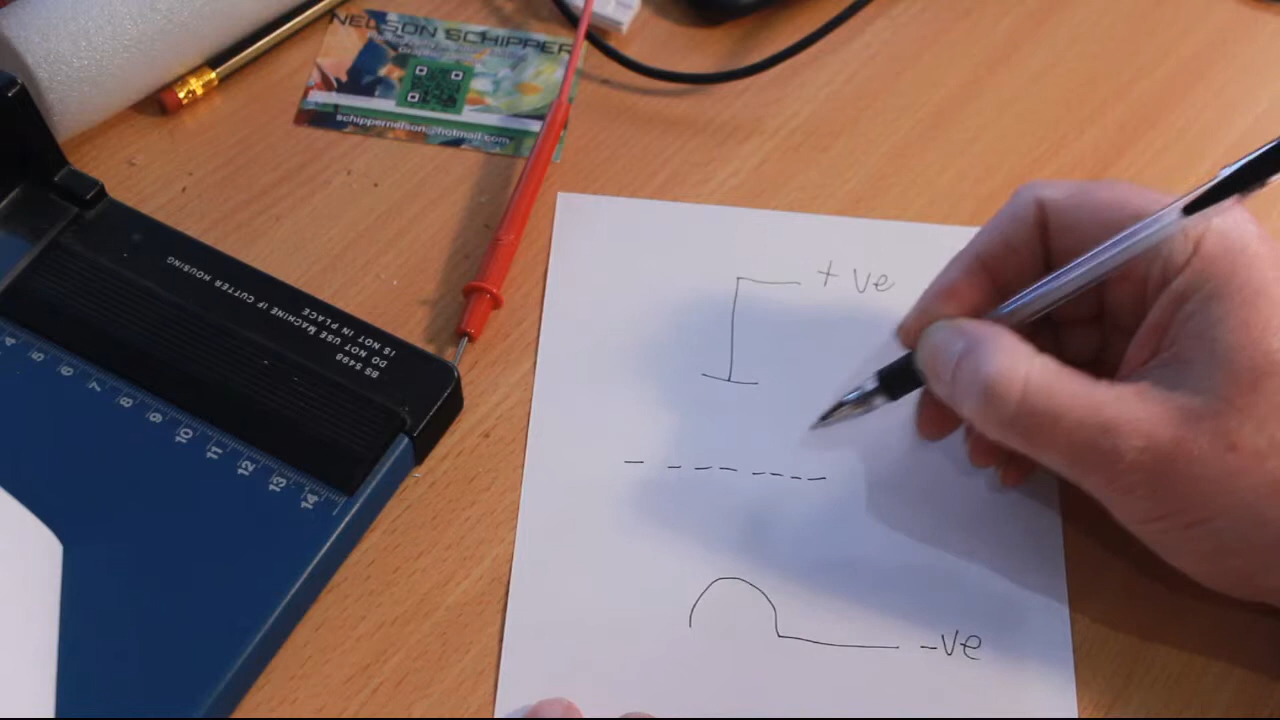 NELSON SCHIPPER
schippernelson@hotmail.com
BS 5498
DO NOT USE MACHINE IF CUTTER HOUSING
IS NOT IN PLACE
4 5 6 7 8 9 10 11 12 13 14
+ ve
-ve